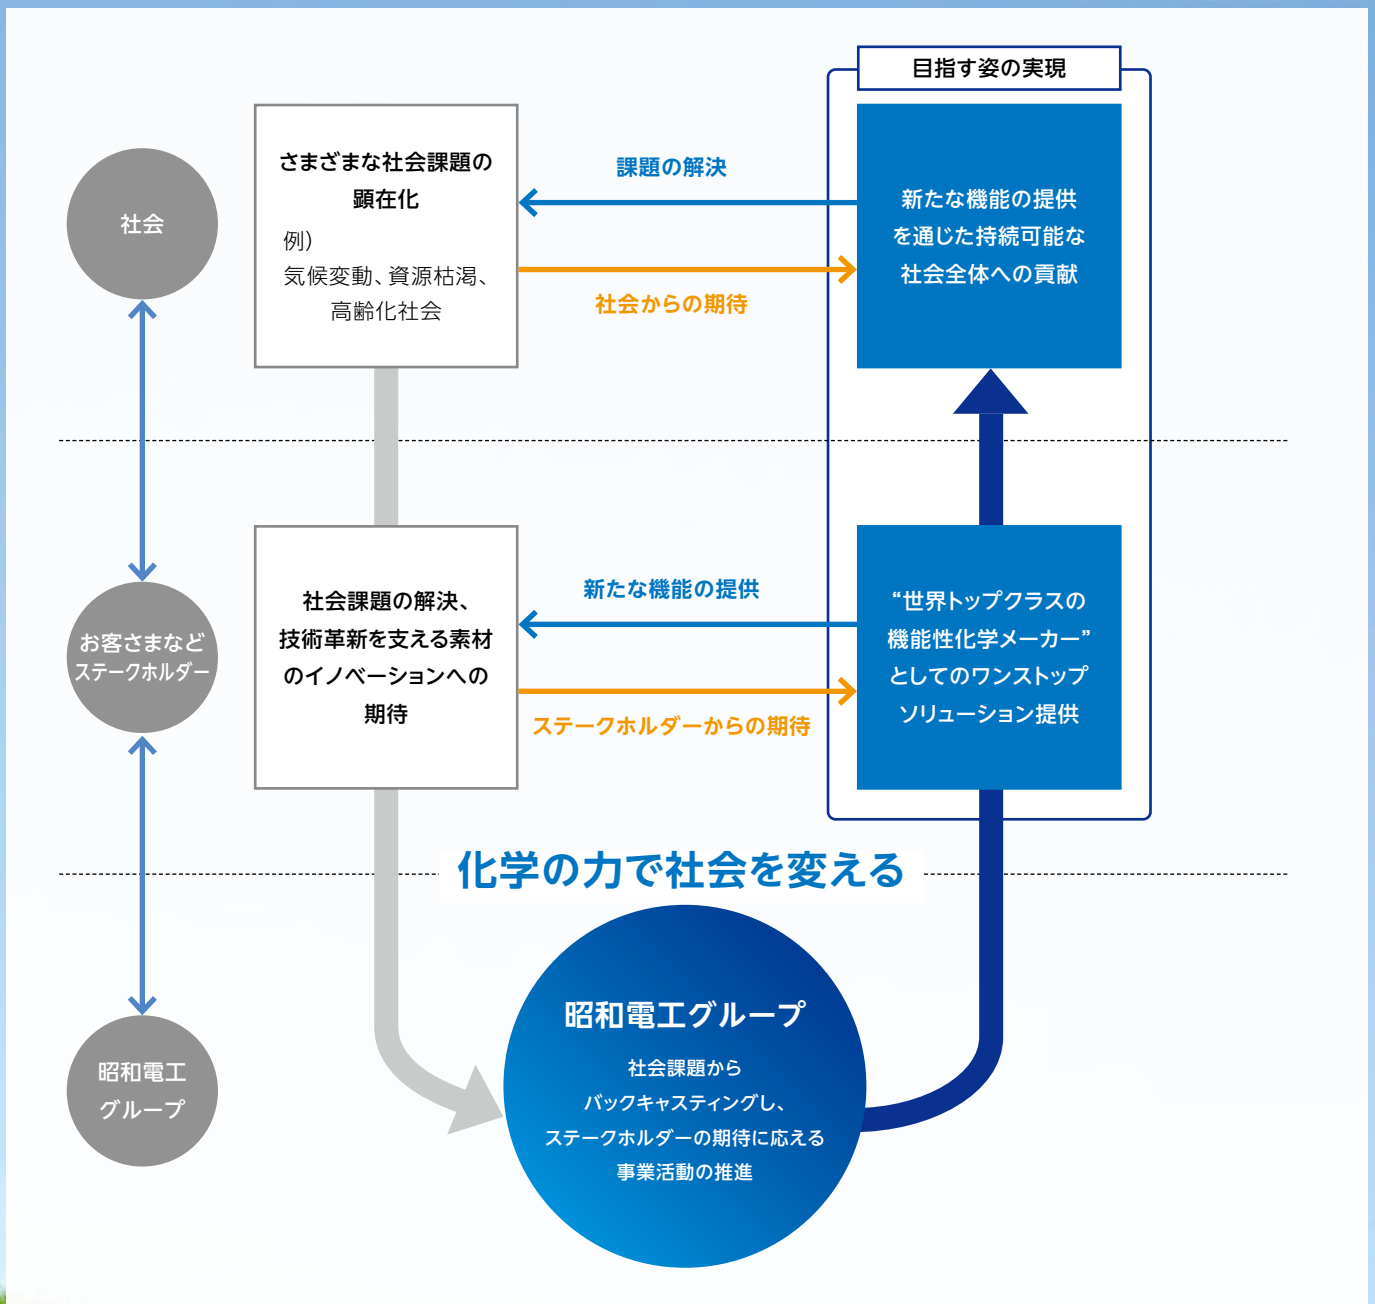 目指す姿の実現
社会
さまざまな社会課題の
顕在化
例）
気候変動、資源枯渇、
高齢化社会
課題の解決
社会からの期待
新たな機能の提供
を通じた持続可能な
社会全体への貢献
お客さまなど
ステークホルダー
社会課題の解決、
技術革新を支える素材
のイノベーションへの
期待
新たな機能の提供
ステークホルダーからの期待
“世界トップクラスの
機能性化学メーカー”
としてのワンストップ
ソリューション提供
化学の力で社会を変える
昭和電工
グループ
昭和電工グループ
社会課題から
バックキャスティングし、
ステークホルダーの期待に応える
事業活動の推進